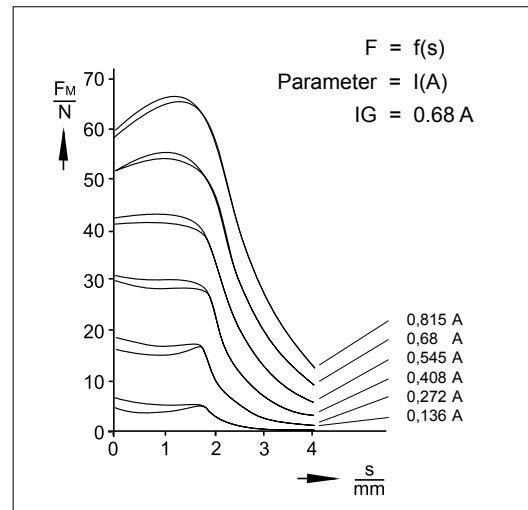 F = f(s)
Parameter = I(A)
IG = 0.68 A
FM
N
70
60
50
40
30
20
10
0
0 1 2 3 4
s
mm
0,815 A
0,68 A
0,545 A
0,408 A
0,272 A
0,136 A